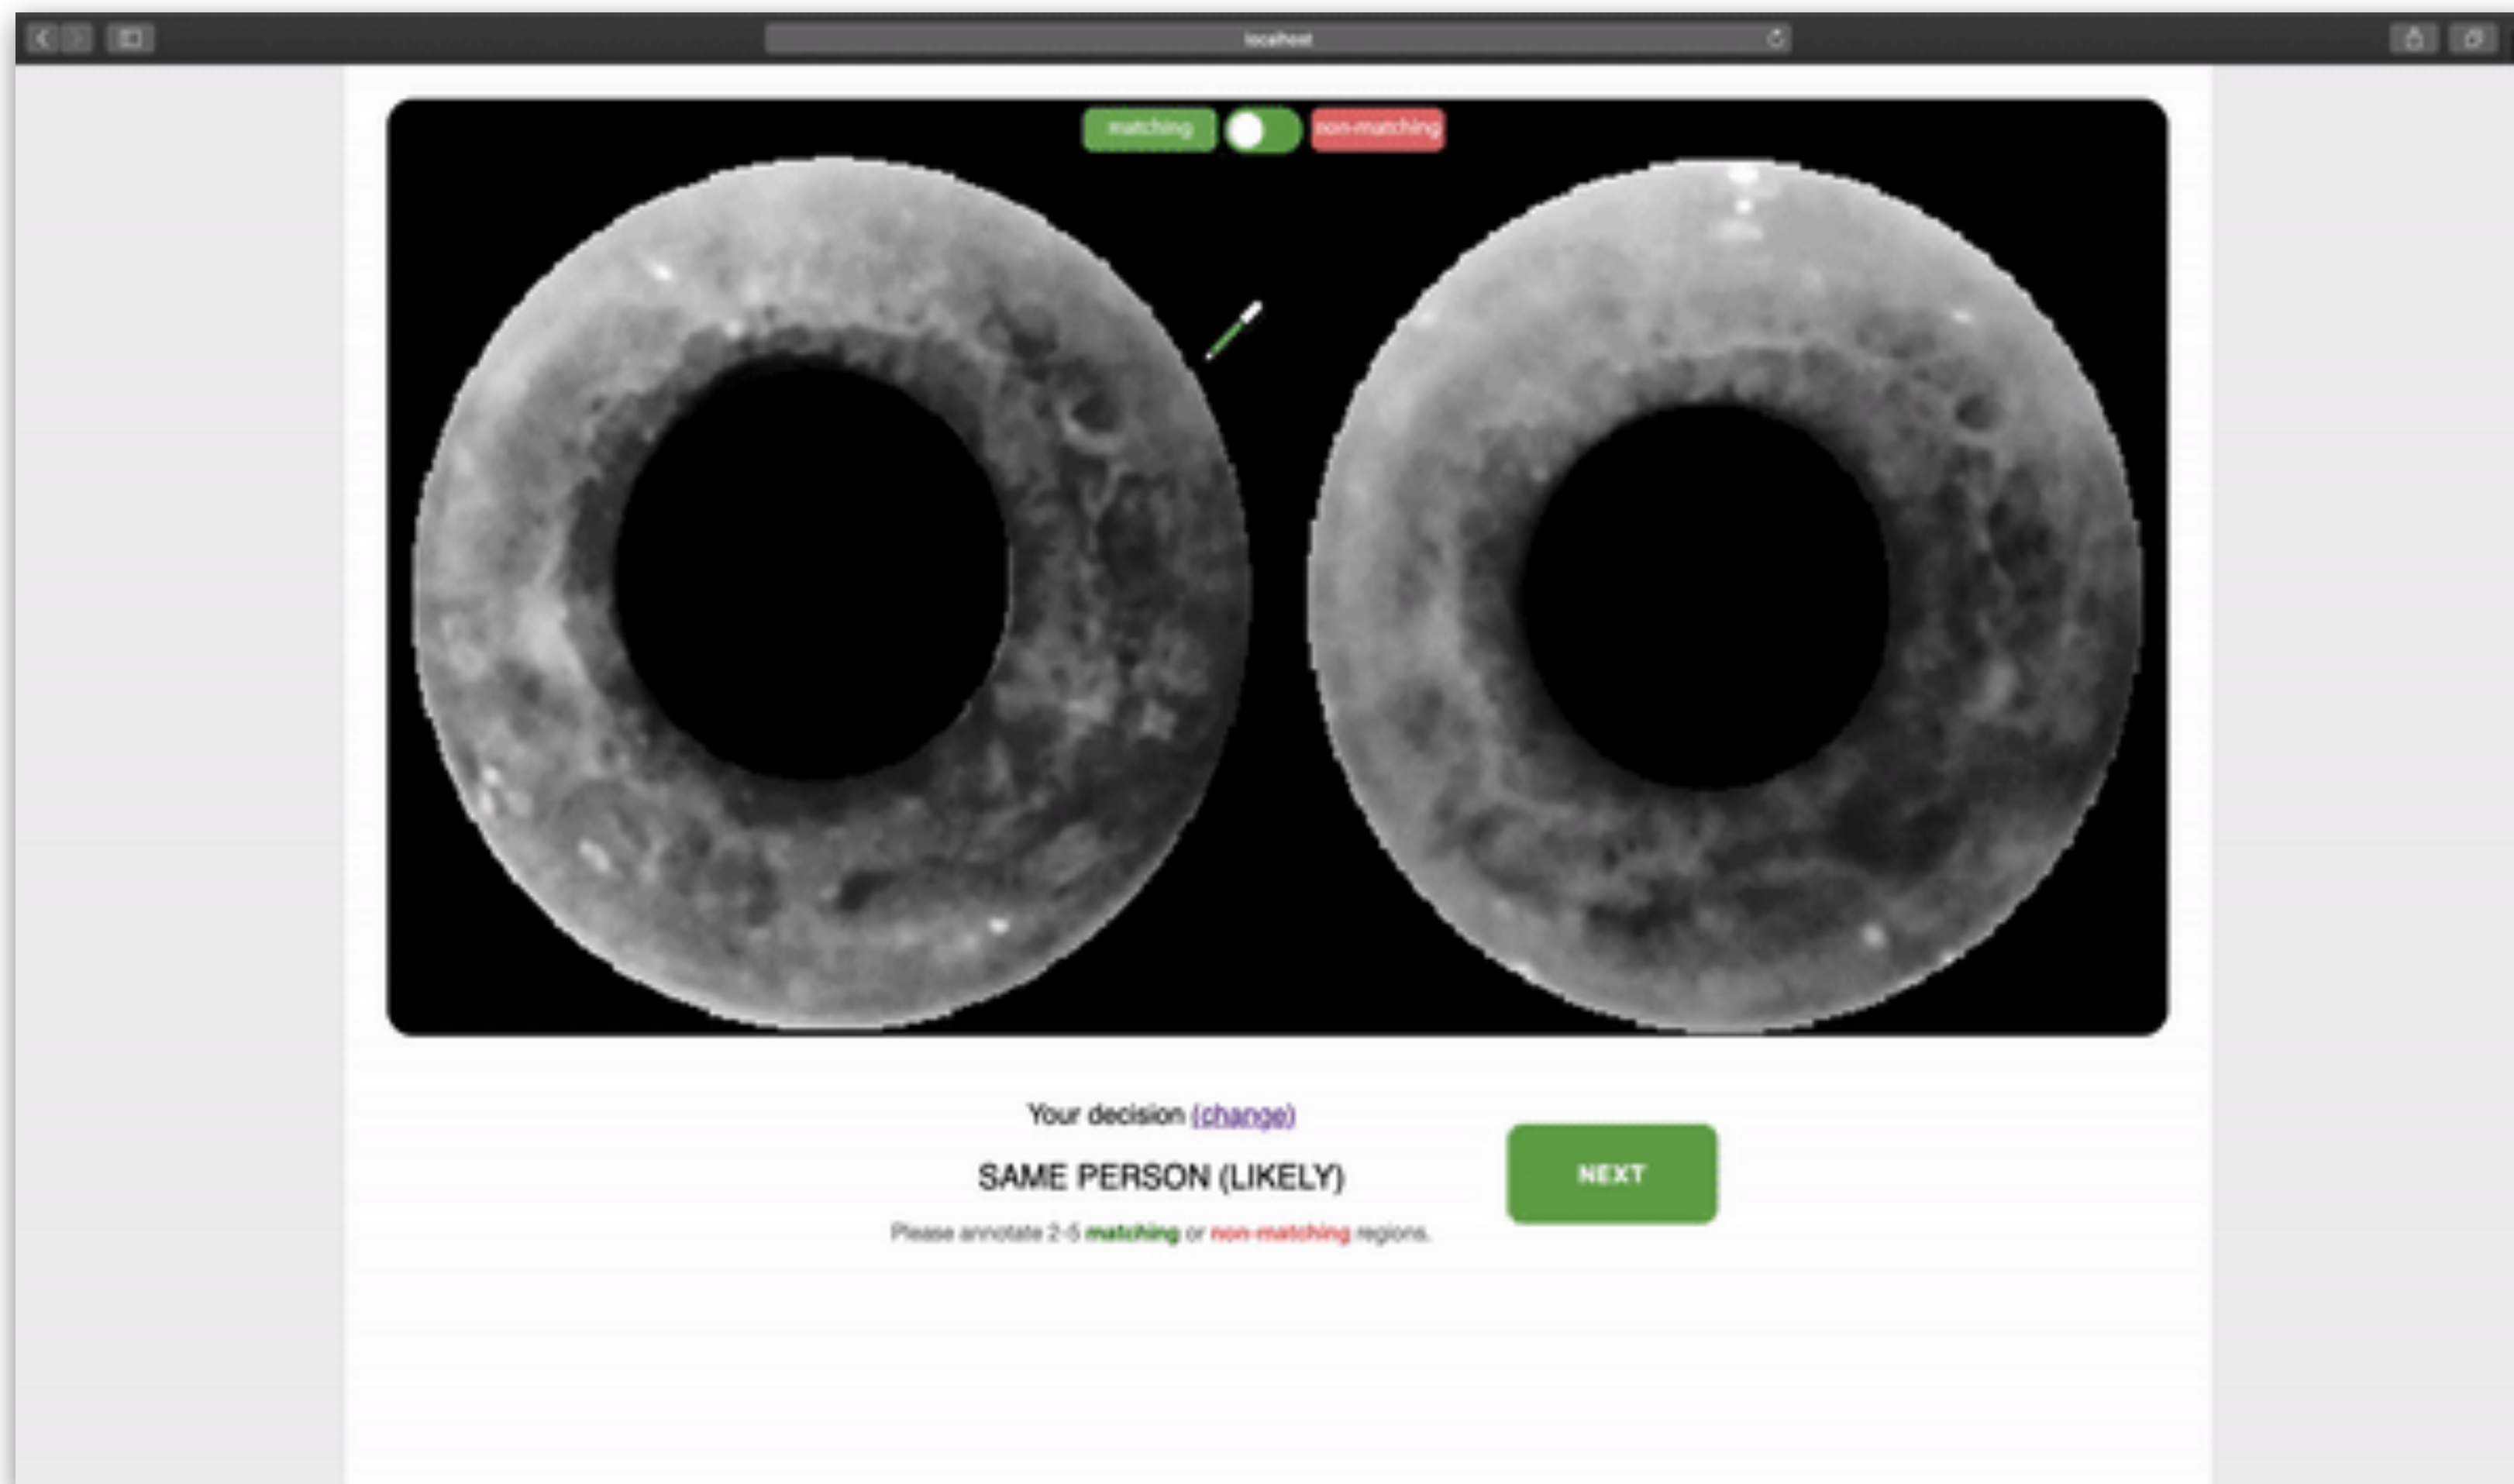 localhost
matching non-matching
Your decision (change)
SAME PERSON (LIKELY)
NEXT
Please annotate 2-5 matching or non-matching regions.